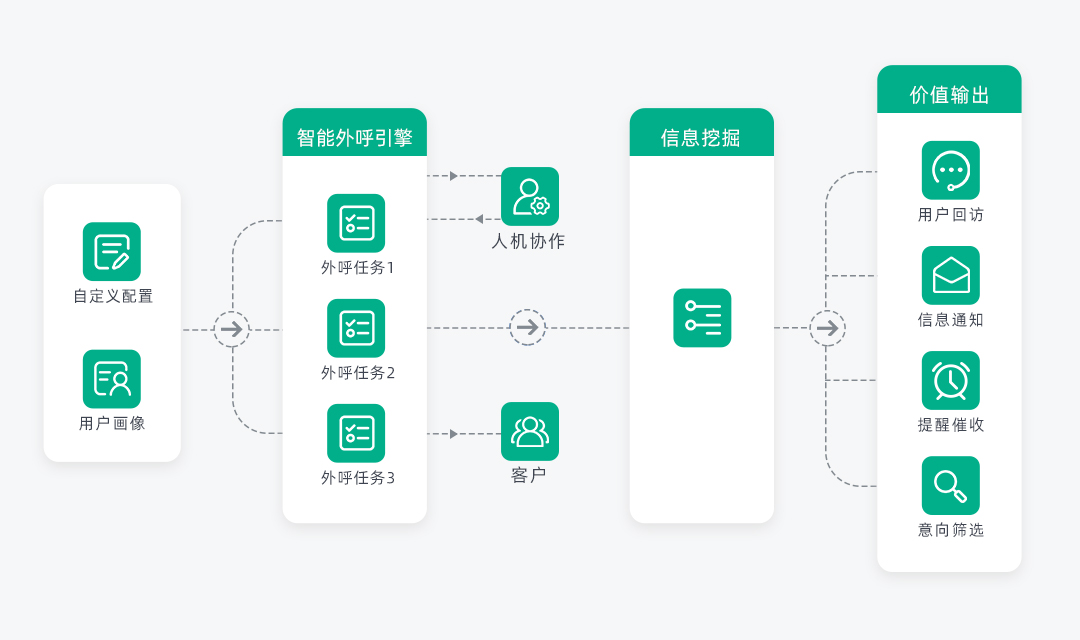 自定义配置
用户画像
智能外呼引擎
外呼任务1
外呼任务2
外呼任务3
人机协作
客户
信息挖掘
价值输出
用户回访
信息通知
提醒催收
意向筛选